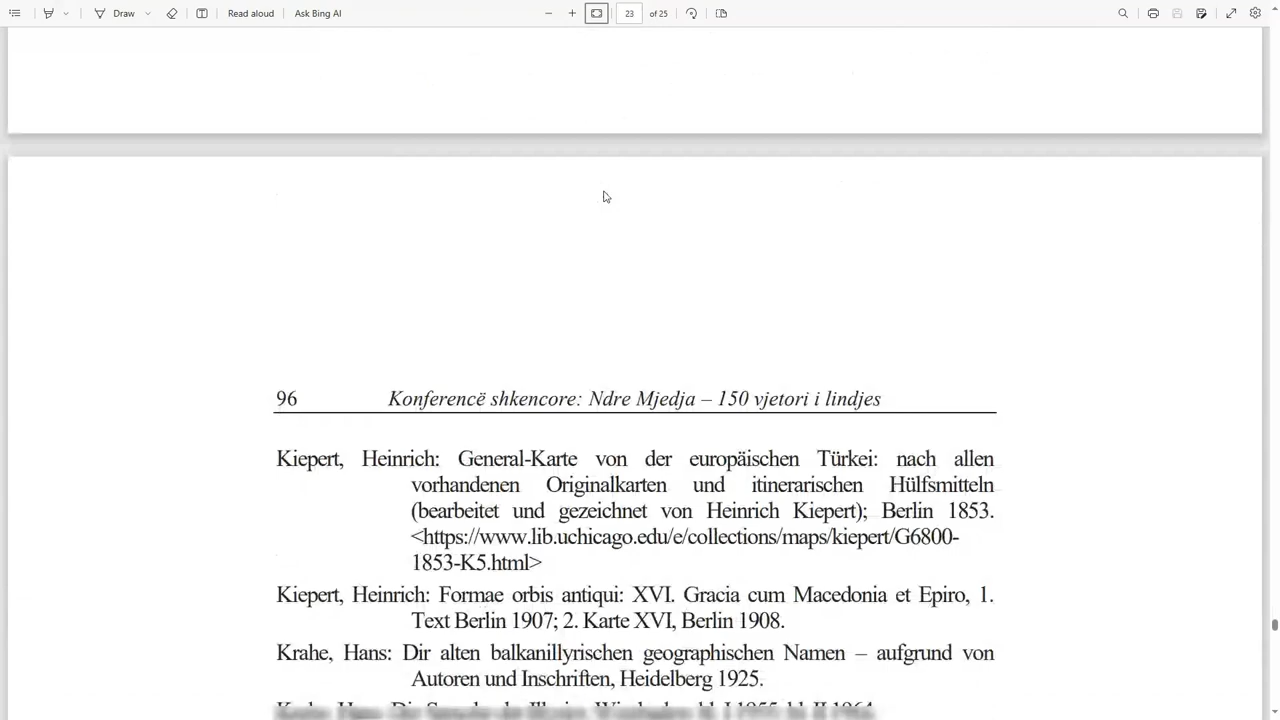 Draw
Read aloud
Ask Bing AI
23
of 25
96
Konferencë shkencore: Ndre Mjedja – 150 vjetori i lindjes
Kiepert, Heinrich: General-Karte von der europäischen Türkei: nach allen
vorhandenen Originalkarten und itinerarischen Hülfsmitteln
(bearbeitet und gezeichnet von Heinrich Kiepert); Berlin 1853.
<https://www.lib.uchicago.edu/e/collections/maps/kiepert/G6800-
1853-K5.html>
Kiepert, Heinrich: Formae orbis antiqui: XVI. Gracia cum Macedonia et Epiro, 1.
Text Berlin 1907; 2. Karte XVI, Berlin 1908.
Krahe, Hans: Dir alten balkanillyrischen geographischen Namen – aufgrund von
Autoren und Inschriften, Heidelberg 1925.